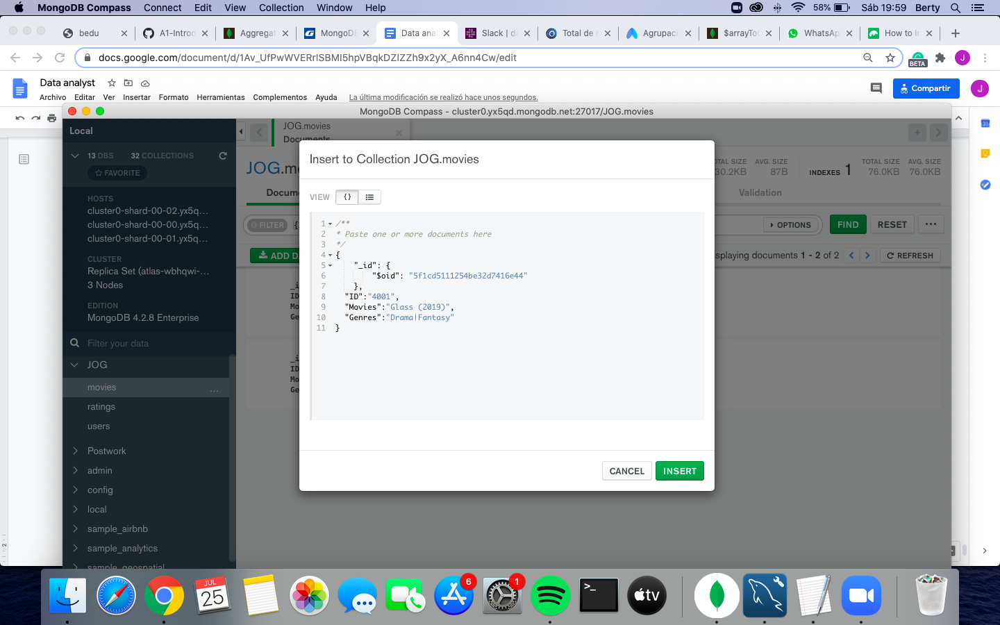 MongoDB Compass Connect Edit View Collection Window Help 58% Sáb 19:59 Berty
bedu A1-Introd Aggregat MongoDB Data anal Slack | da Total de r Agrupaci $arrayToO WhatsAp How to In
docs.google.com/document/d/1Av_UfPwWVERrlSBMI5hpVBqkDZlZZh9x2yX_A6nn4Cw/edit BETA J
Data analyst
Archivo Editar Ver Insertar Formato Herramientas Complementos Ayuda La última modificación se realizó hace unos segundos.
Compartir J
MongoDB Compass - cluster0.yx5qd.mongodb.net:27017/JOG.movies
Local
13 DBS 32 COLLECTIONS
FAVORITE
HOSTS
cluster0-shard-00-02.yx5q...
cluster0-shard-00-00.yx5q...
cluster0-shard-00-01.yx5q...
CLUSTER
Replica Set (atlas-wbhqwi-...
3 Nodes
EDITION
MongoDB 4.2.8 Enterprise
Filter your data
JOG
movies ...
ratings
users
Postwork
admin
config
local
sample_airbnb
sample_analytics
sample_geospatial
JOG.movies
Documents
JOG.m
TAL SIZE AVG. SIZE
30.2KB 87B
INDEXES 1
TOTAL SIZE AVG. SIZE
76.0KB 76.0KB
Docum
Validation
FILTER {
OPTIONS FIND RESET ...
ADD D
splaying documents 1 - 2 of 2 REFRESH
_i
ID
Mo
Ge
_i
ID
Mo
Ge
Insert to Collection JOG.movies
VIEW {}
1 /**
2 * Paste one or more documents here
3 */
4 {
5 "_id": {
6 "$oid": "5f1cd5111254be32d7416e44"
7 },
8 "ID":"4001",
9 "Movies":"Glass (2019)",
10 "Genres":"Drama|Fantasy"
11 }
CANCEL INSERT
31
2
JUL
25
6
1
>_
tv